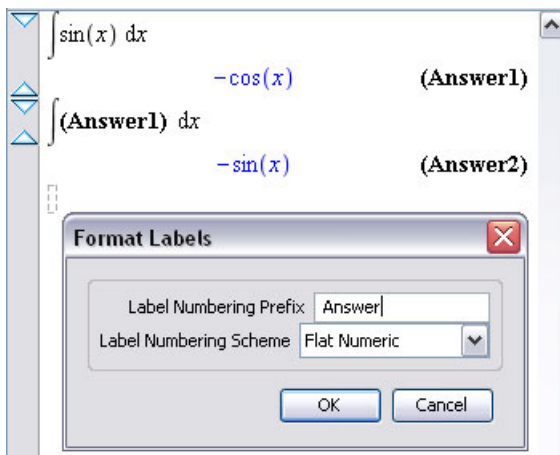 ∫sin(x) dx
−cos(x) (Answer1)
∫(Answer1) dx
−sin(x) (Answer2)
Format Labels
Label Numbering Prefix Answer
Label Numbering Scheme Flat Numeric
OK Cancel